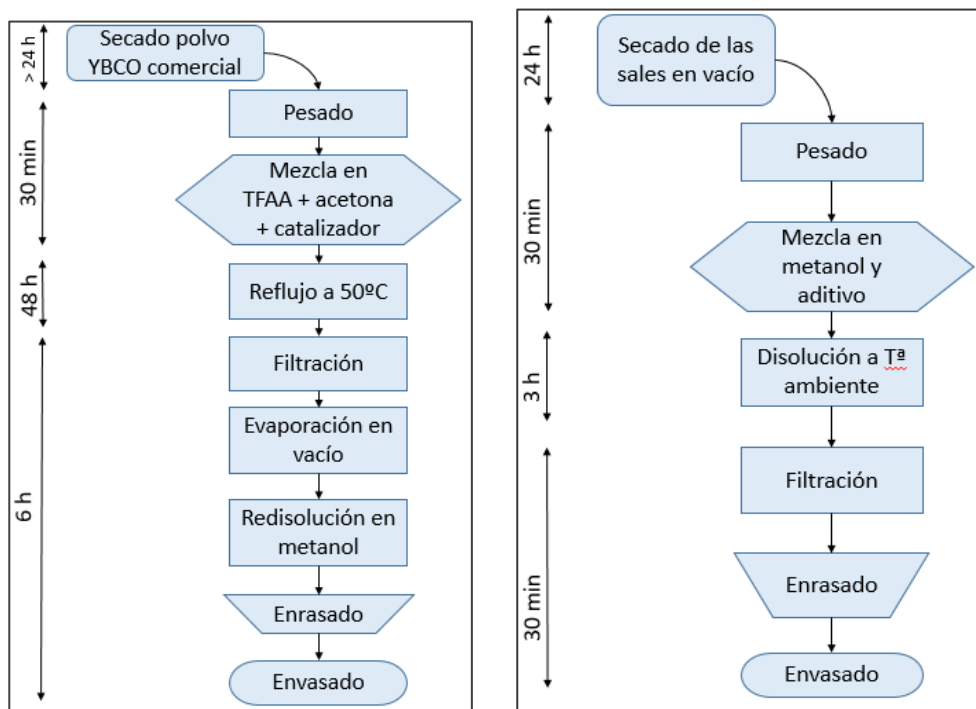 > 24 h
Secado polvo
YBCO comercial
30 min
Pesado
Mezcla en
TFAA + acetona
+ catalizador
48 h
Reflujo a 50ºC
6 h
Filtración
Evaporación en
vacío
Redisolución en
metanol
Enrasado
Envasado
24 h
Secado de las
sales en vacío
30 min
Pesado
Mezcla en
metanol y
aditivo
3 h
Disolución a Tª
ambiente
30 min
Filtración
Enrasado
Envasado